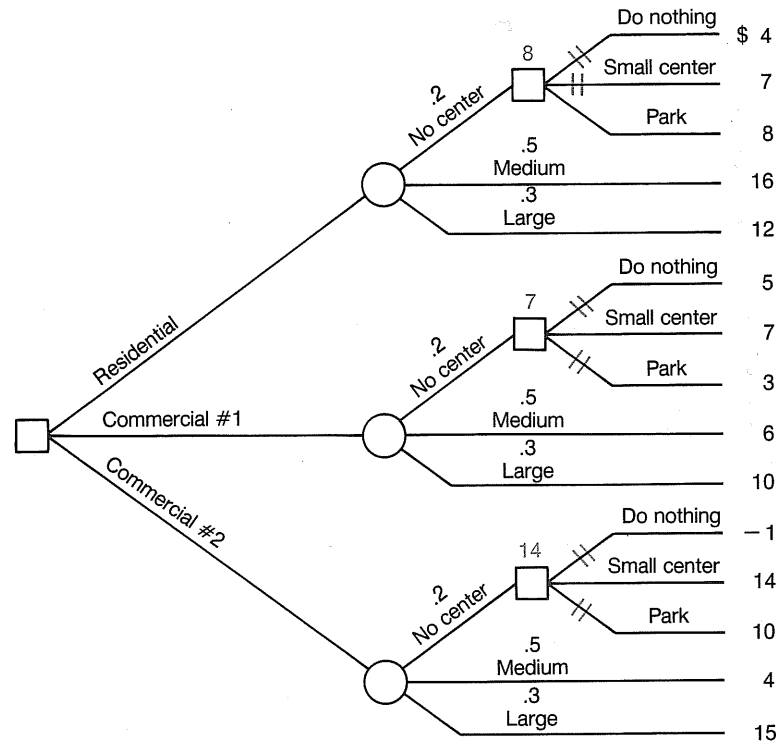 Do nothing
$ 4
8
Small center
7
.2
No center
Park
8
.5
Medium
16
.3
Large
12
Do nothing
5
Residential
7
Small center
7
.2
No center
Park
3
.5
Commercial #1
Medium
6
.3
Large
10
Commercial #2
Do nothing
−1
14
Small center
14
.2
No center
Park
10
.5
Medium
4
.3
Large
15